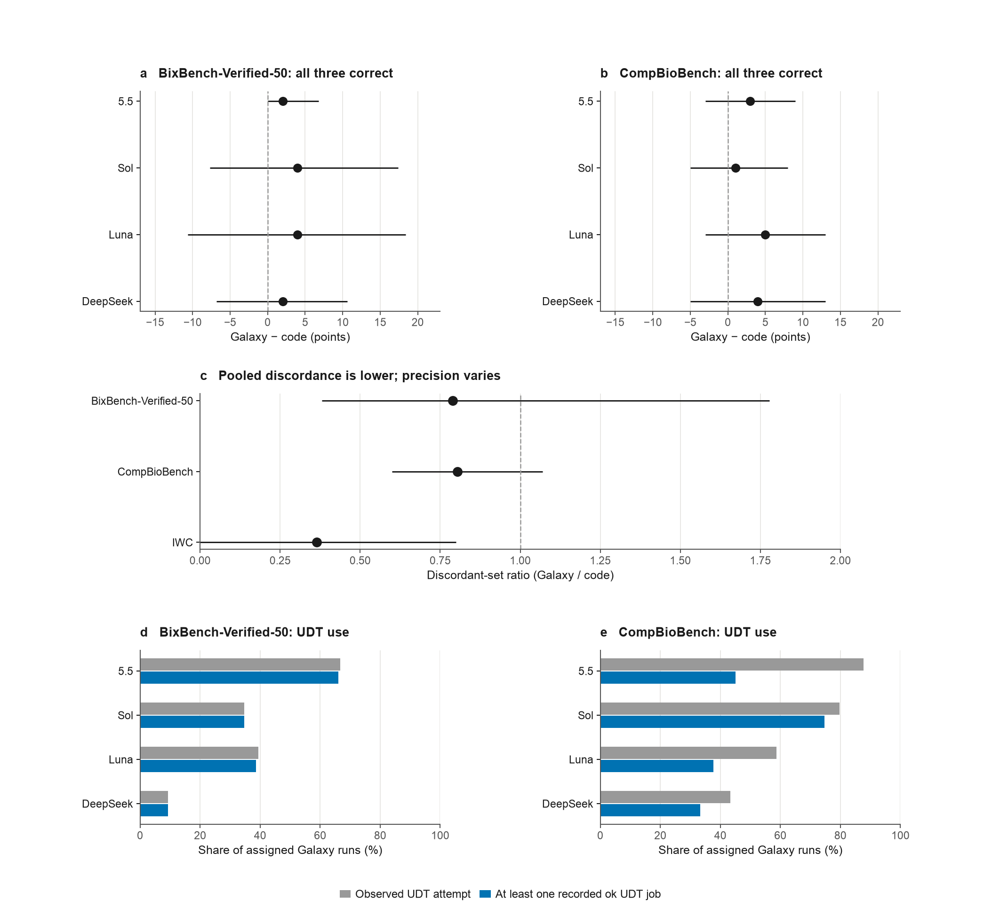 a BixBench-Verified-50: all three correct
5.5
Sol
Luna
DeepSeek
−15 −10 −5 0 5 10 15 20
Galaxy − code (points)
b CompBioBench: all three correct
5.5
Sol
Luna
DeepSeek
−15 −10 −5 0 5 10 15 20
Galaxy − code (points)
c Pooled discordance is lower; precision varies
BixBench-Verified-50
CompBioBench
IWC
0.00 0.25 0.50 0.75 1.00 1.25 1.50 1.75 2.00
Discordant-set ratio (Galaxy / code)
d BixBench-Verified-50: UDT use
5.5
Sol
Luna
DeepSeek
0 20 40 60 80 100
Share of assigned Galaxy runs (%)
e CompBioBench: UDT use
5.5
Sol
Luna
DeepSeek
0 20 40 60 80 100
Share of assigned Galaxy runs (%)
Observed UDT attempt At least one recorded ok UDT job